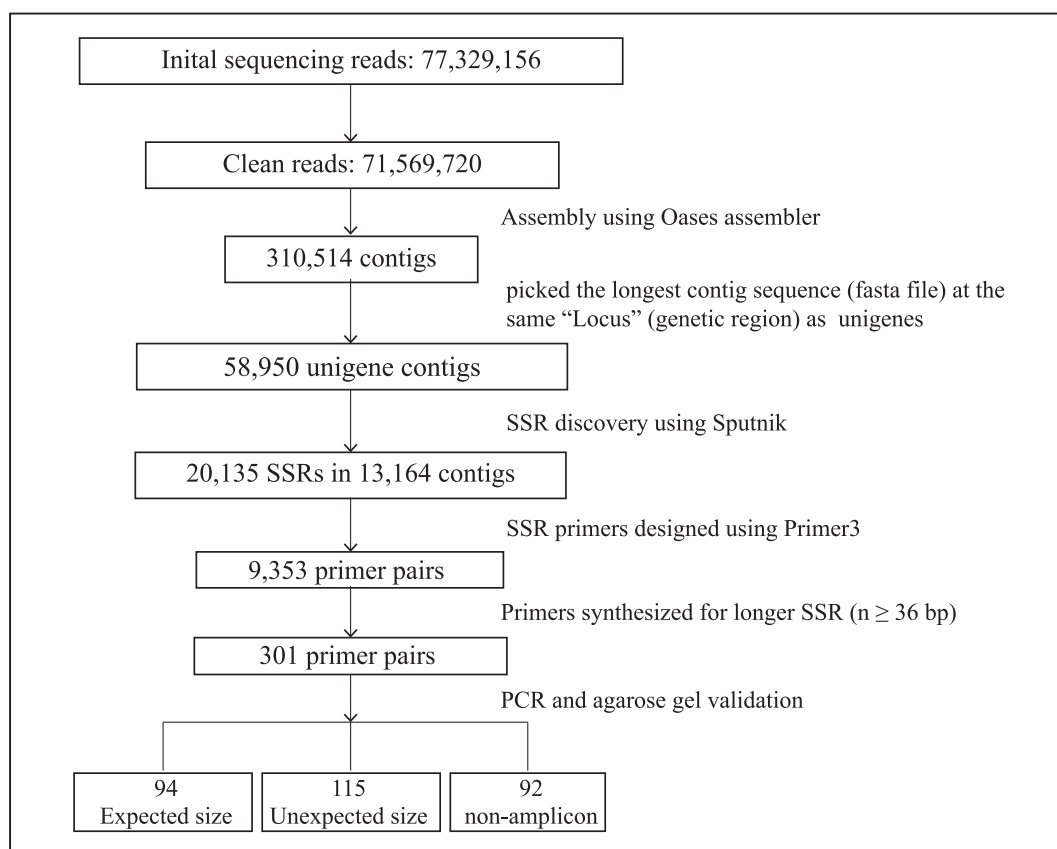 Inital sequencing reads: 77,329,156
Clean reads: 71,569,720
Assembly using Oases assembler
310,514 contigs
picked the longest contig sequence (fasta file) at the
same “Locus” (genetic region) as unigenes
58,950 unigene contigs
SSR discovery using Sputnik
20,135 SSRs in 13,164 contigs
SSR primers designed using Primer3
9,353 primer pairs
Primers synthesized for longer SSR (n ≥ 36 bp)
301 primer pairs
PCR and agarose gel validation
94
Expected size
115
Unexpected size
92
non-amplicon